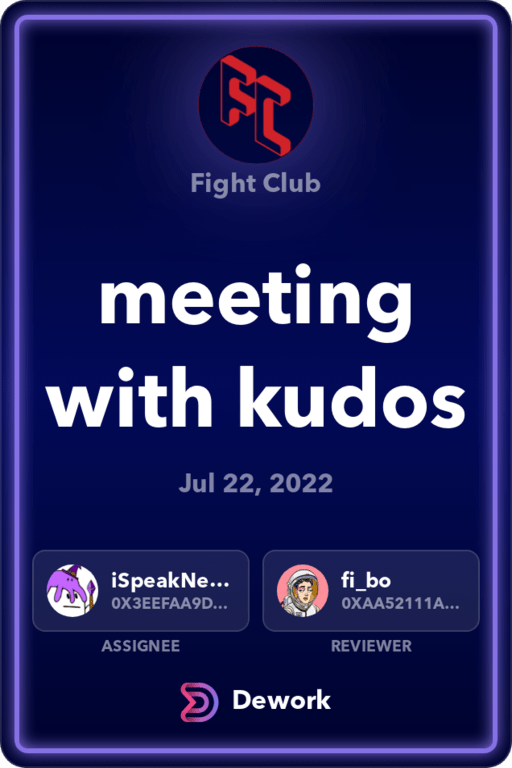 Fight Club
meeting
with kudos
Jul 22, 2022
iSpeakNe...
0X3EEFAA9D...
ASSIGNEE
fi_bo
0XAA52111A...
REVIEWER
Dework